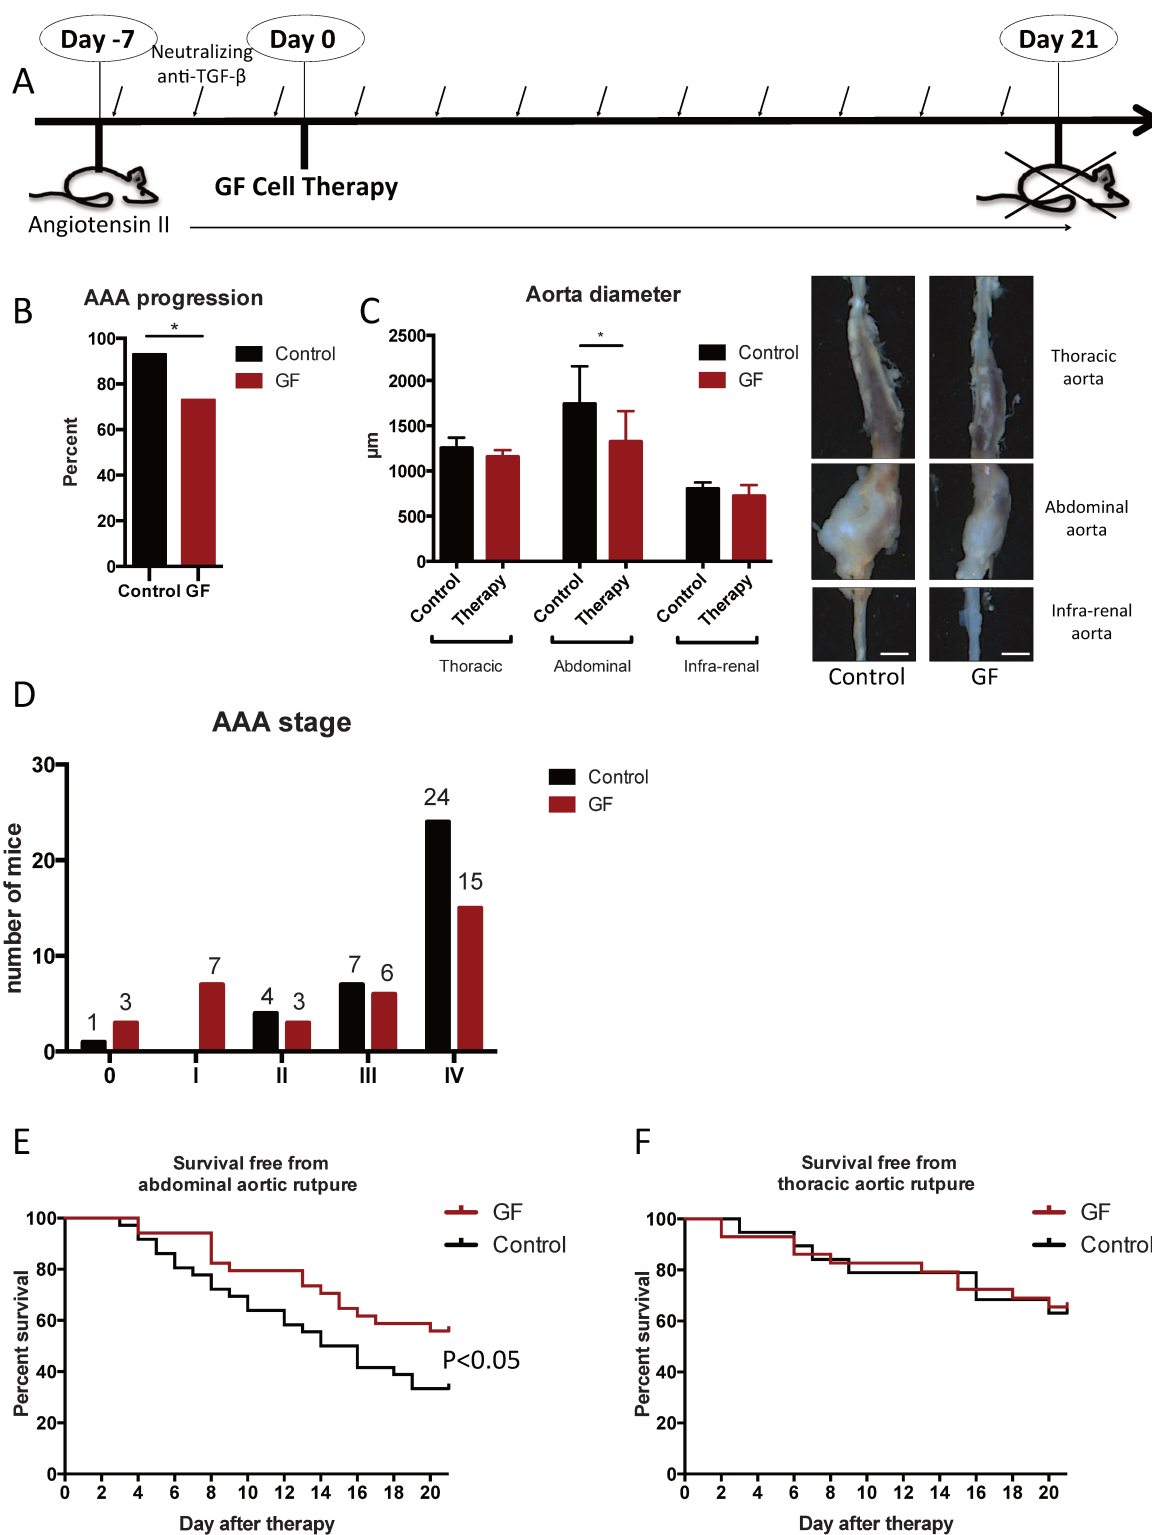 Day -7
Day 0
Day 21
Neutralizing
anti-TGF-β
A
GF Cell Therapy
Angiotensin II
B
AAA progression
*
Control
GF
Percent
100
80
60
40
20
0
Control GF
C
Aorta diameter
*
Control
GF
µm
2500
2000
1500
1000
500
0
Control
Therapy
Control
Therapy
Control
Therapy
Thoracic
Abdominal
Infra-renal
Thoracic
aorta
Abdominal
aorta
Infra-renal
aorta
Control
GF
D
AAA stage
Control
GF
number of mice
30
20
10
0
1
3
7
4
3
7
6
24
15
0
I
II
III
IV
E
Survival free from
abdominal aortic rutpure
GF
Control
Percent survival
100
80
60
40
20
0
P<0.05
0 2 4 6 8 10 12 14 16 18 20
Day after therapy
F
Survival free from
thoracic aortic rutpure
GF
Control
Percent survival
100
80
60
40
20
0
0 2 4 6 8 10 12 14 16 18 20
Day after therapy